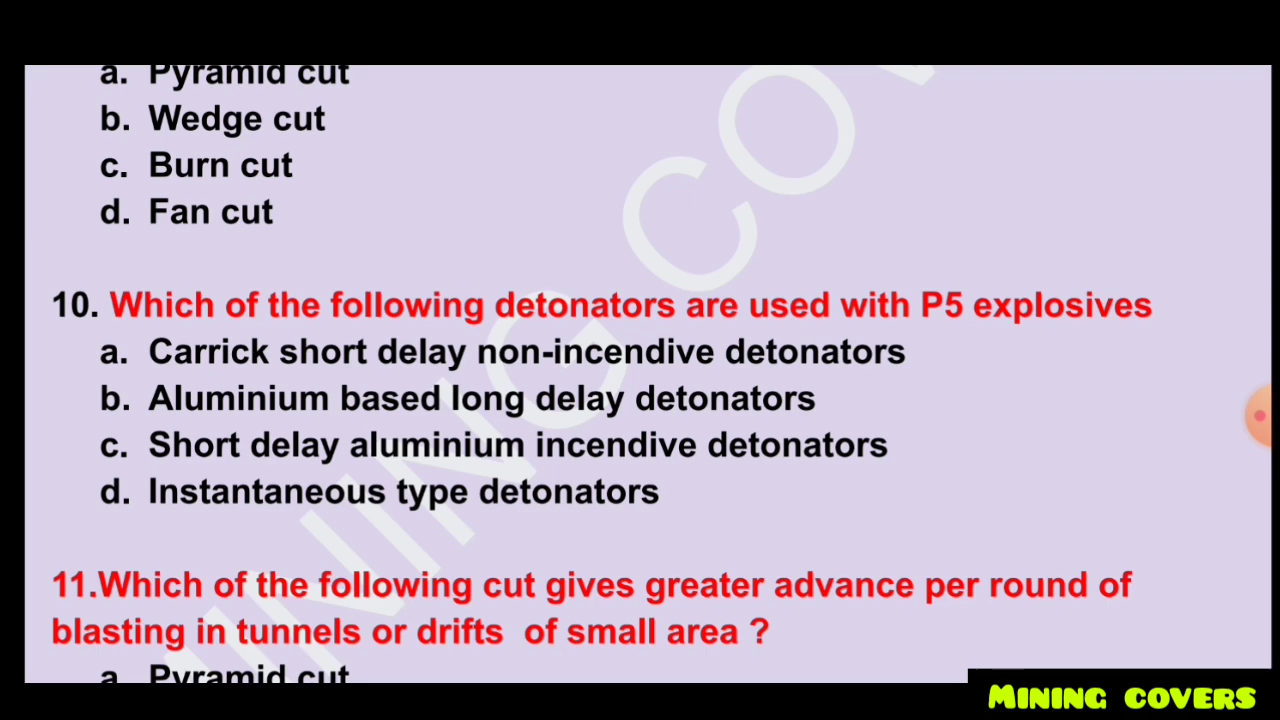 a. Pyramid cut
b. Wedge cut
c. Burn cut
d. Fan cut
10. Which of the following detonators are used with P5 explosives
a. Carrick short delay non-incendive detonators
b. Aluminium based long delay detonators
c. Short delay aluminium incendive detonators
d. Instantaneous type detonators
11.Which of the following cut gives greater advance per round of
blasting in tunnels or drifts of small area ?
a. Pyramid cut
MINING COVERS